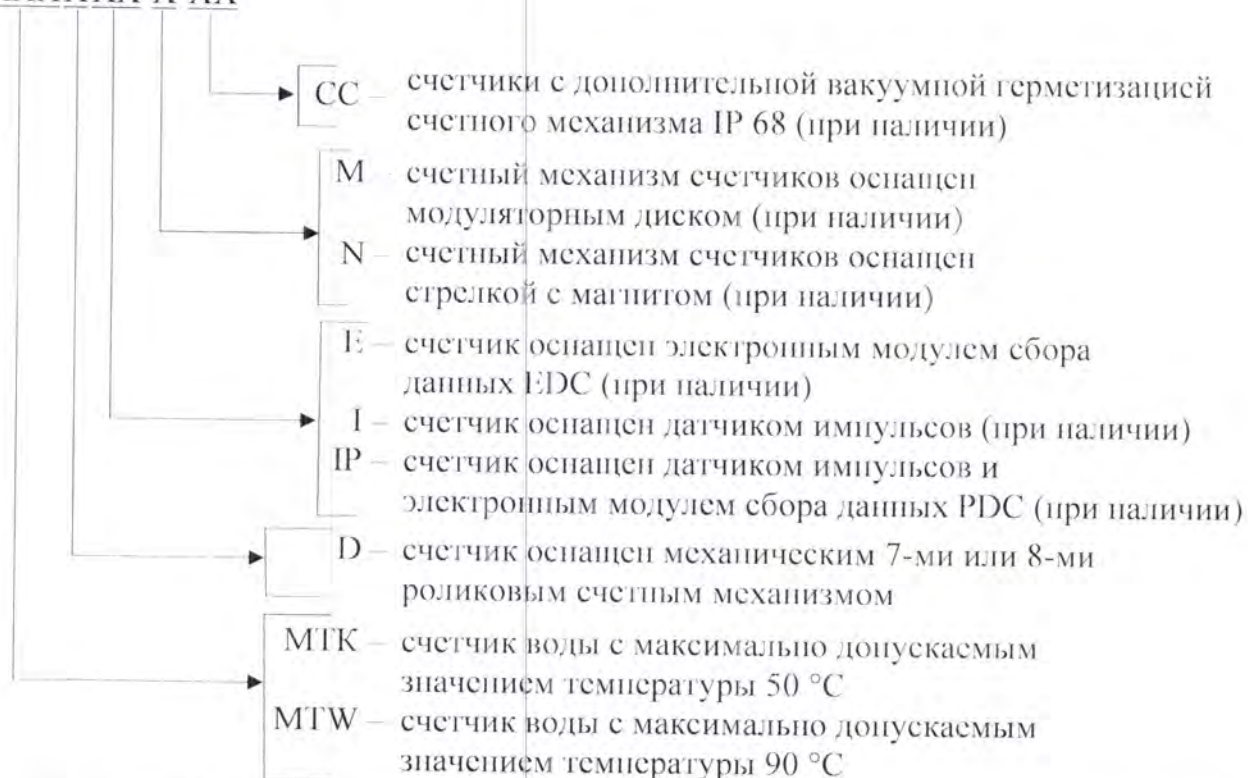 CC – счетчики с дополнительной вакуумной герметизацией
счетного механизма IP 68 (при наличии)
M – счетный механизм счетчиков оснащен
модуляторным диском (при наличии)
N – счетный механизм счетчиков оснащен
стрелкой с магнитом (при наличии)
E – счетчик оснащен электронным модулем сбора
данных EDC (при наличии)
I – счетчик оснащен датчиком импульсов (при наличии)
IP – счетчик оснащен датчиком импульсов и
электронным модулем сбора данных PDC (при наличии)
D – счетчик оснащен механическим 7-ми или 8-ми
роликовым счетным механизмом
МТК – счетчик воды с максимально допускаемым
значением температуры 50 °C
MTW – счетчик воды с максимально допускаемым
значением температуры 90 °C